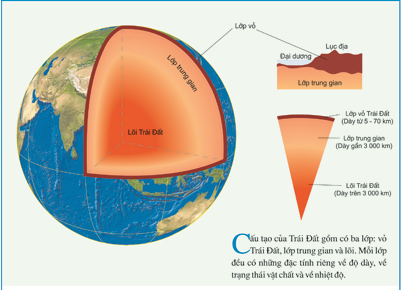 Lớp vỏ
Lớp trung gian
Lõi Trái Đất
Lục địa
Đại dương
Lớp trung gian
Lớp vỏ Trái Đất
(Dày từ 5 - 70 km)
Lớp trung gian
(Dày gần 3 000 km)
Lõi Trái Đất
(Dày trên 3 000 km)
Cấu tạo của Trái Đất gồm có ba lớp: vỏ
Trái Đất, lớp trung gian và lõi. Mỗi lớp
đều có những đặc tính riêng về độ dày, về
trạng thái vật chất và về nhiệt độ.